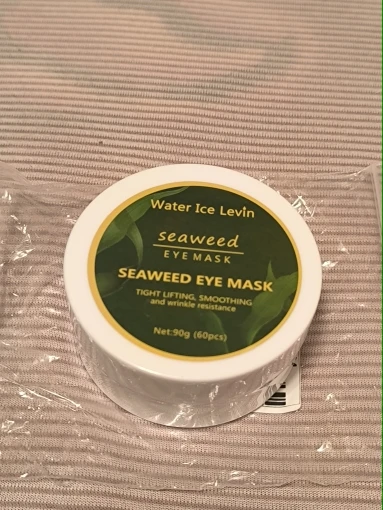 Water Ice Levin
seaweed
EYE MASK
SEAWEED EYE MASK
TIGHT LIFTING, SMOOTHING
and wrinkle resistance
Net:90g (60pcs)